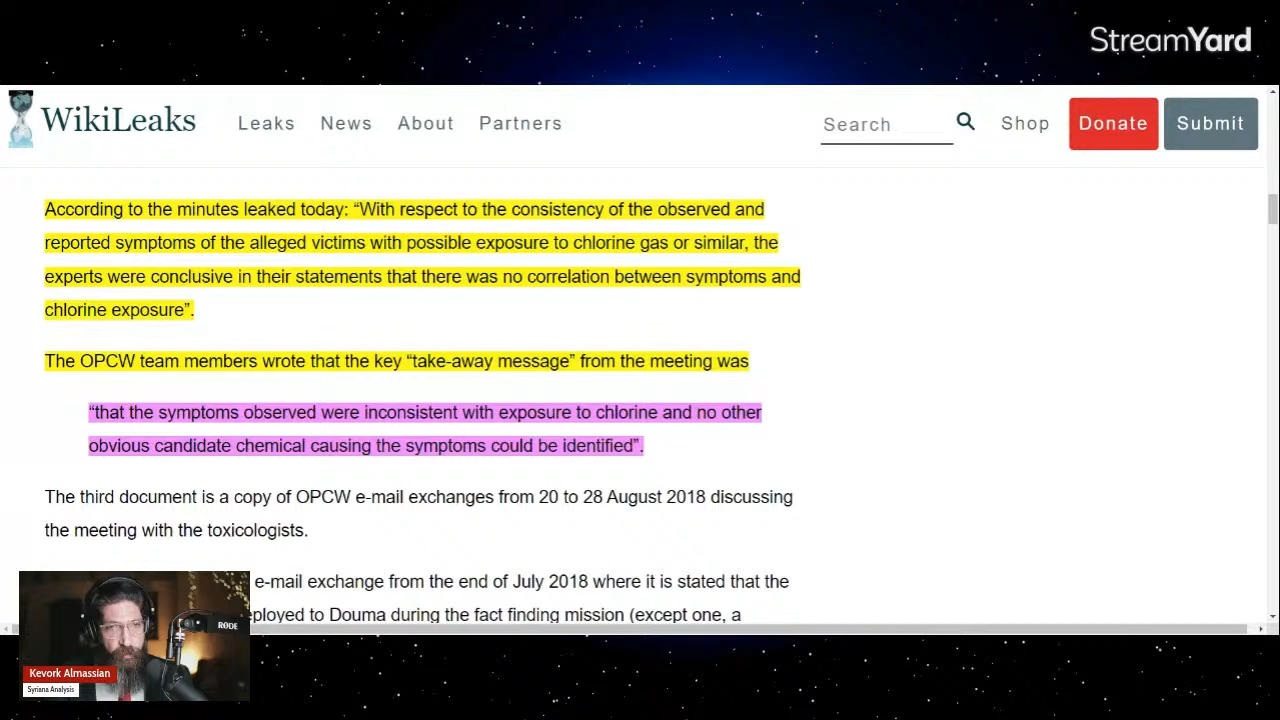 StreamYard
WikiLeaks
Leaks News About Partners
Search
Shop
Donate
Submit
According to the minutes leaked today: “With respect to the consistency of the observed and
reported symptoms of the alleged victims with possible exposure to chlorine gas or similar, the
experts were conclusive in their statements that there was no correlation between symptoms and
chlorine exposure”.
The OPCW team members wrote that the key “take-away message” from the meeting was
“that the symptoms observed were inconsistent with exposure to chlorine and no other
obvious candidate chemical causing the symptoms could be identified”.
The third document is a copy of OPCW e-mail exchanges from 20 to 28 August 2018 discussing
the meeting with the toxicologists.
e-mail exchange from the end of July 2018 where it is stated that the
eployed to Douma during the fact finding mission (except one, a
RØDE
Kevork Almassian
Syriana Analysis